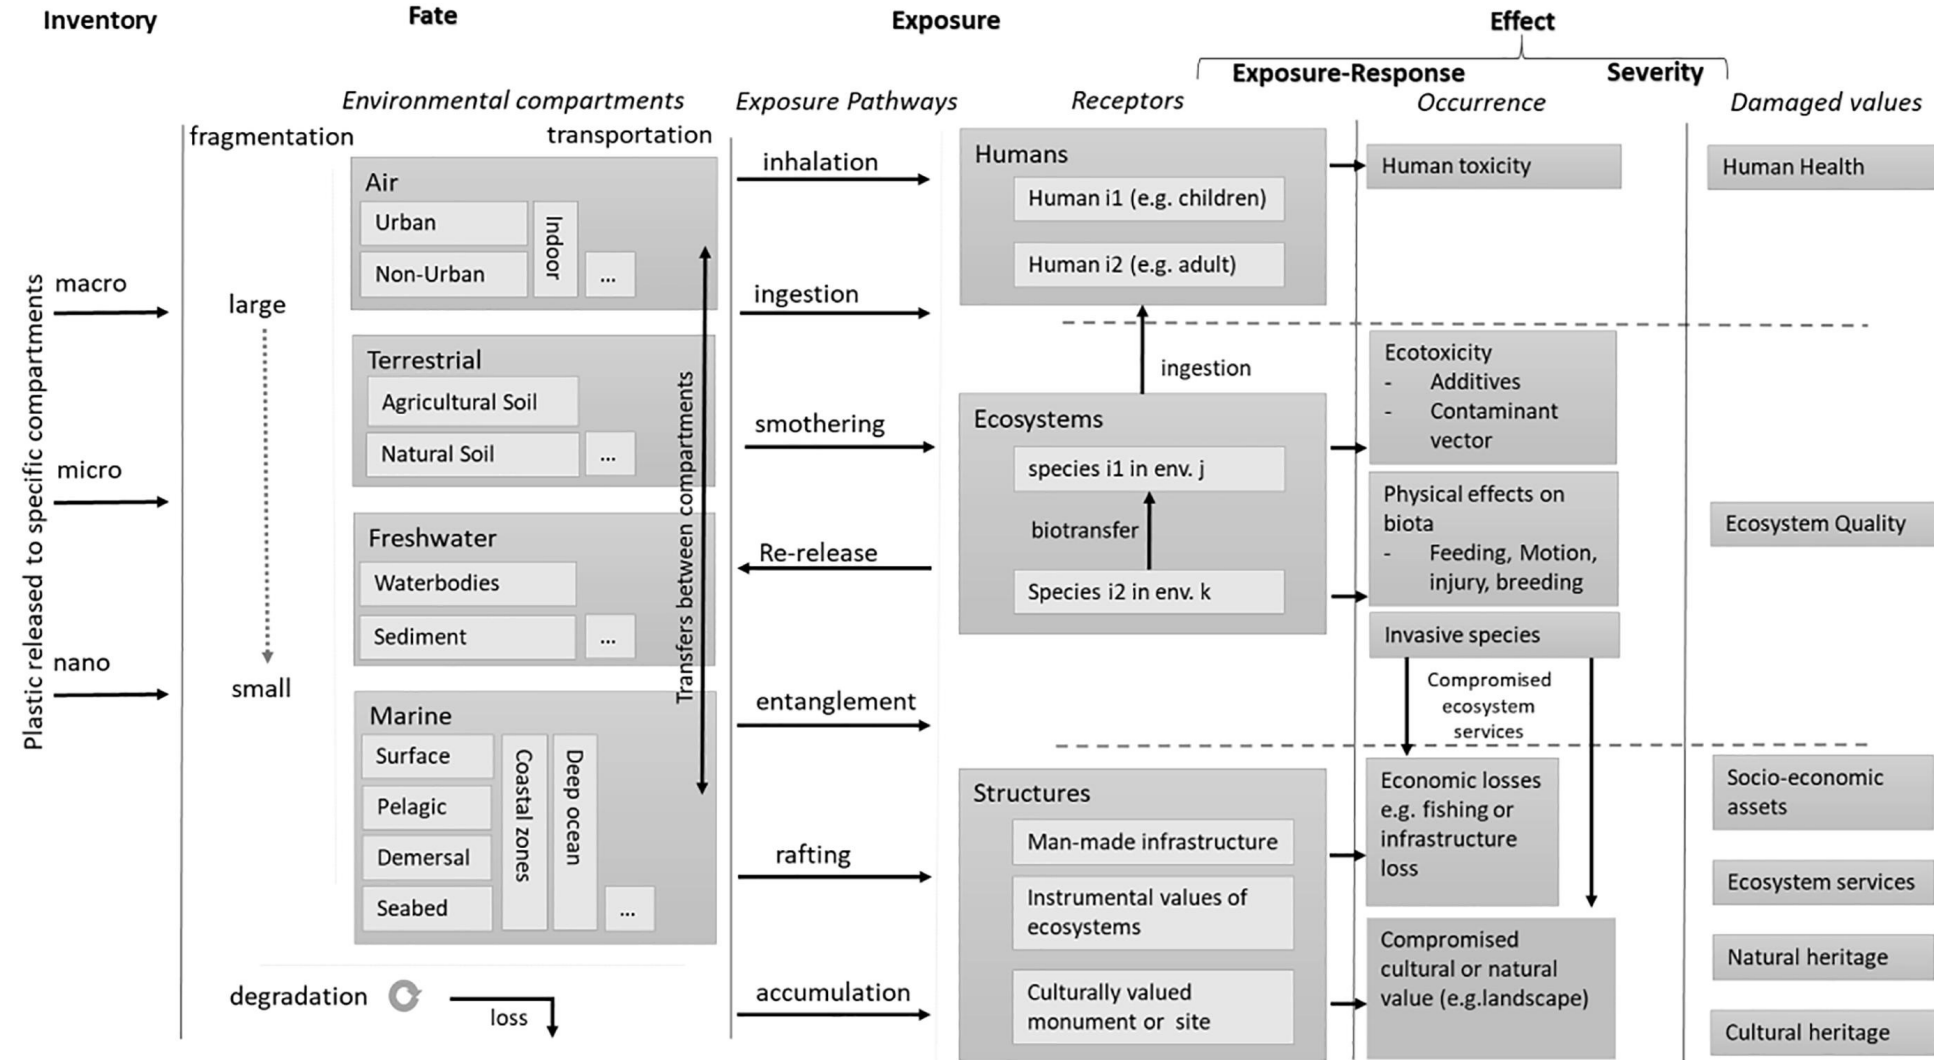 Inventory
Fate
Exposure
Effect
Exposure-Response
Severity
Environmental compartments
Exposure Pathways
Receptors
Occurrence
Damaged values
Plastic released to specific compartments
macro
micro
nano
fragmentation
transportation
large
small
Air
Urban
Non-Urban
Indoor
...
Terrestrial
Agricultural Soil
Natural Soil
...
Freshwater
Waterbodies
Sediment
...
Marine
Surface
Pelagic
Demersal
Seabed
Coastal zones
Deep ocean
...
Transfers between compartments
degradation
loss
inhalation
ingestion
smothering
Re-release
entanglement
rafting
accumulation
Humans
Human i1 (e.g. children)
Human i2 (e.g. adult)
ingestion
Ecosystems
species i1 in env. j
biotransfer
Species i2 in env. k
Structures
Man-made infrastructure
Instrumental values of
ecosystems
Culturally valued
monument or site
Human toxicity
Ecotoxicity
- Additives
- Contaminant
vector
Physical effects on
biota
- Feeding, Motion,
injury, breeding
Invasive species
Compromised
ecosystem
services
Economic losses
e.g. fishing or
infrastructure
loss
Compromised
cultural or natural
value (e.g.landscape)
Human Health
Ecosystem Quality
Socio-economic
assets
Ecosystem services
Natural heritage
Cultural heritage